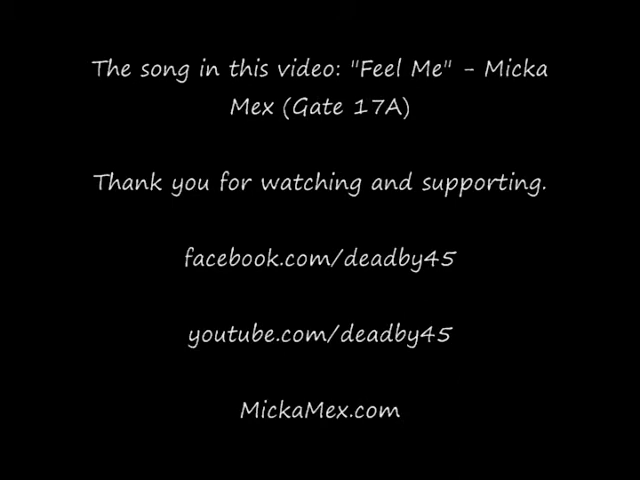 The song in this video: "Feel Me" - Micka
Mex (Gate 17A)
Thank you for watching and supporting.
facebook.com/deadby45
youtube.com/deadby45
MickaMex.com